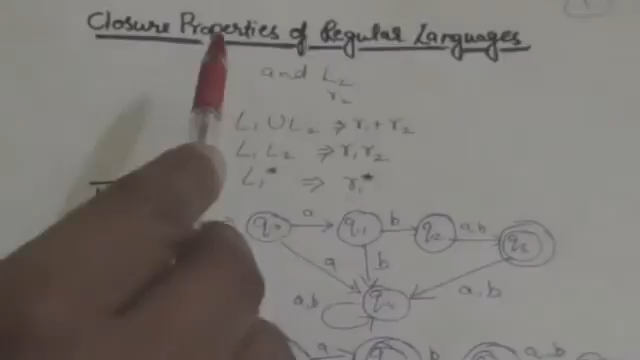 Closure Properties of Regular Languages
and L₂
r₂
L₁ ∪ L₂ ⇒ r₁ + r₂
L₁ L₂ ⇒ r₁ r₂
L₁* ⇒ r₁*
a q₁ b q₂ a,b q₃
a b
a,b q₄ a,b